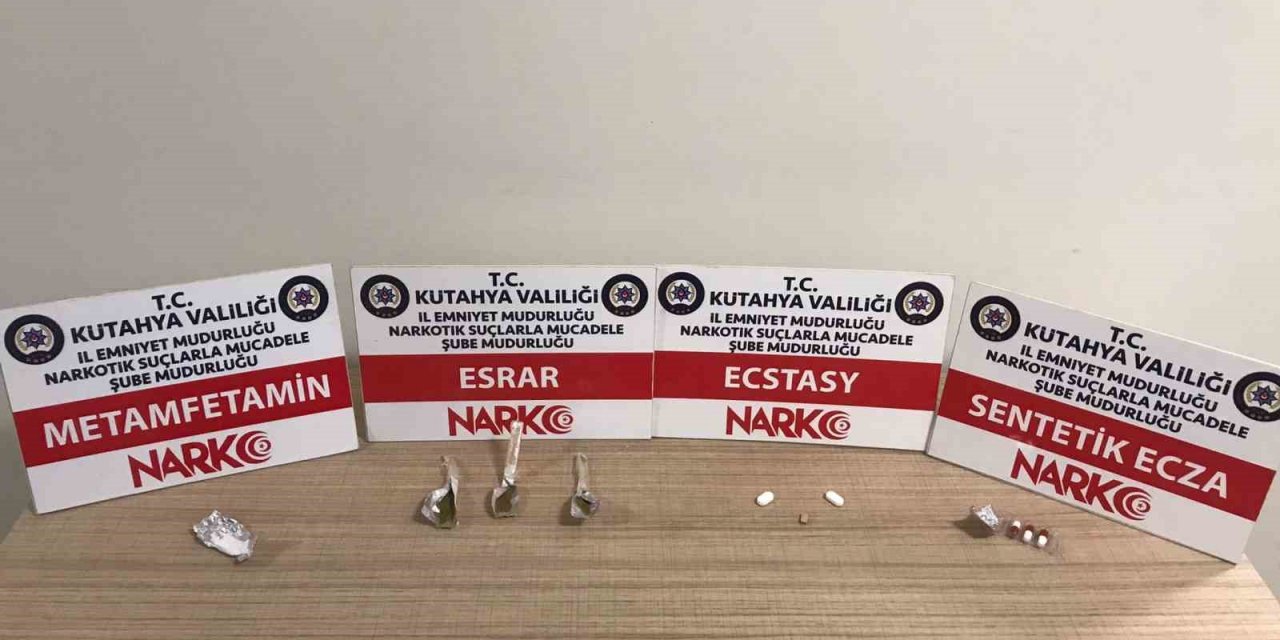 T.C.
KUTAHYA VALILIĞI
IL EMNIYET MUDURLUĞU
NARKOTIK SUÇLARLA MUCADELE
ŞUBE MUDURLUĞU
METAMFETAMİN
NARKO
T.C.
KUTAHYA VALILIĞI
IL EMNIYET MUDURLUĞU
NARKOTIK SUÇLARLA MUCADELE
ŞUBE MUDURLUĞU
ESRAR
NARKO
T.C.
KUTAHYA VALILIĞI
IL EMNIYET MUDURLUĞU
NARKOTIK SUÇLARLA MUCADELE
ŞUBE MUDURLUĞU
ECSTASY
NARKO
T.C.
KUTAHYA VALILIĞI
IL EMNIYET MUDURLUĞU
NARKOTIK SUÇLARLA MUCADELE
ŞUBE MUDURLUĞU
SENTETİK ECZA
NARKO